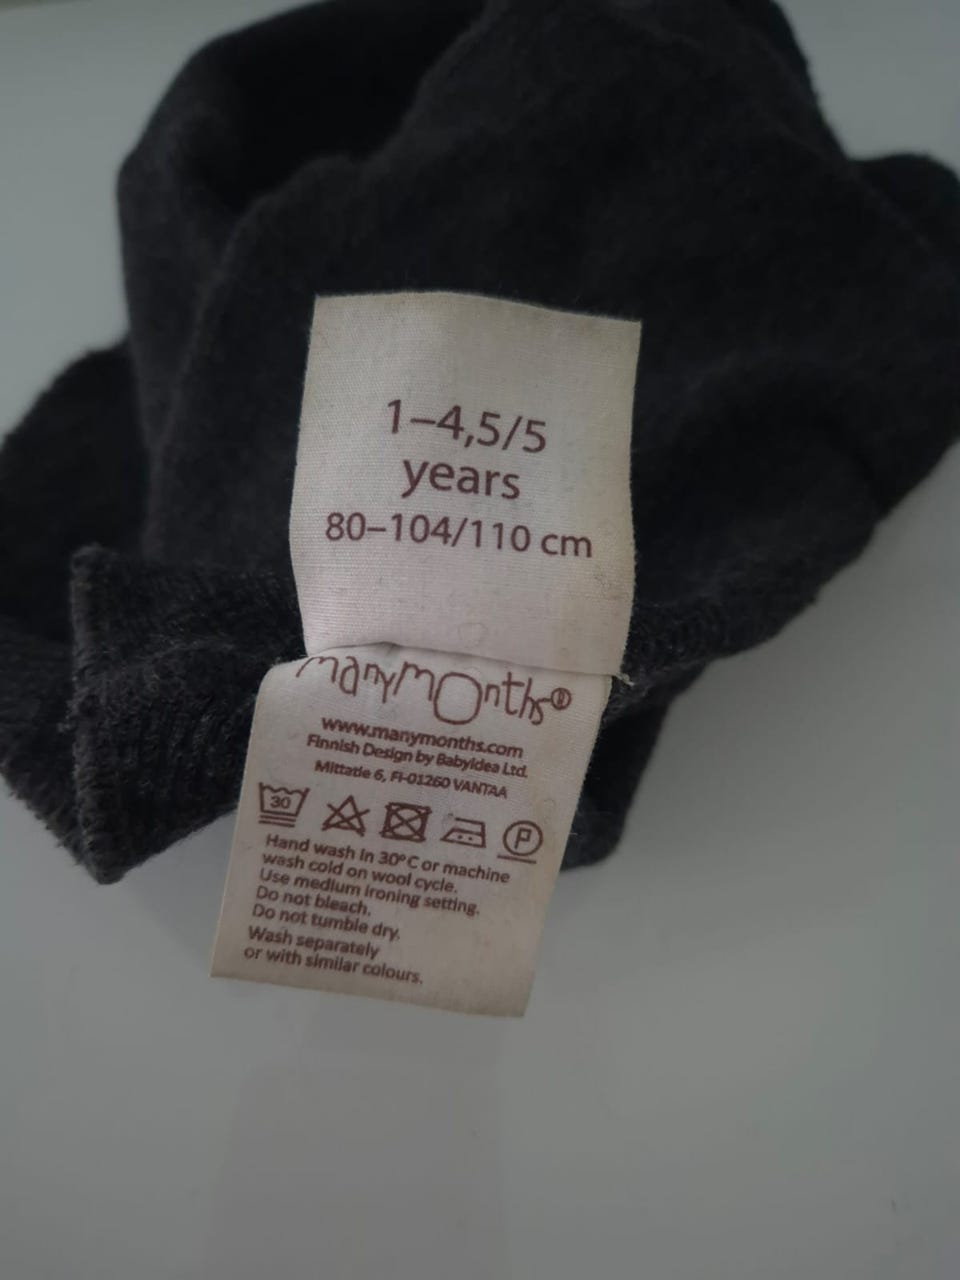 1–4,5/5
years
80–104/110 cm
manymonths®
www.manymonths.com
Finnish Design by BabyIdea Ltd.
Mittatie 6, FI-01260 VANTAA
30 P
Hand wash in 30°C or machine
wash cold on wool cycle.
Use medium ironing setting.
Do not bleach.
Do not tumble dry.
Wash separately
or with similar colours.